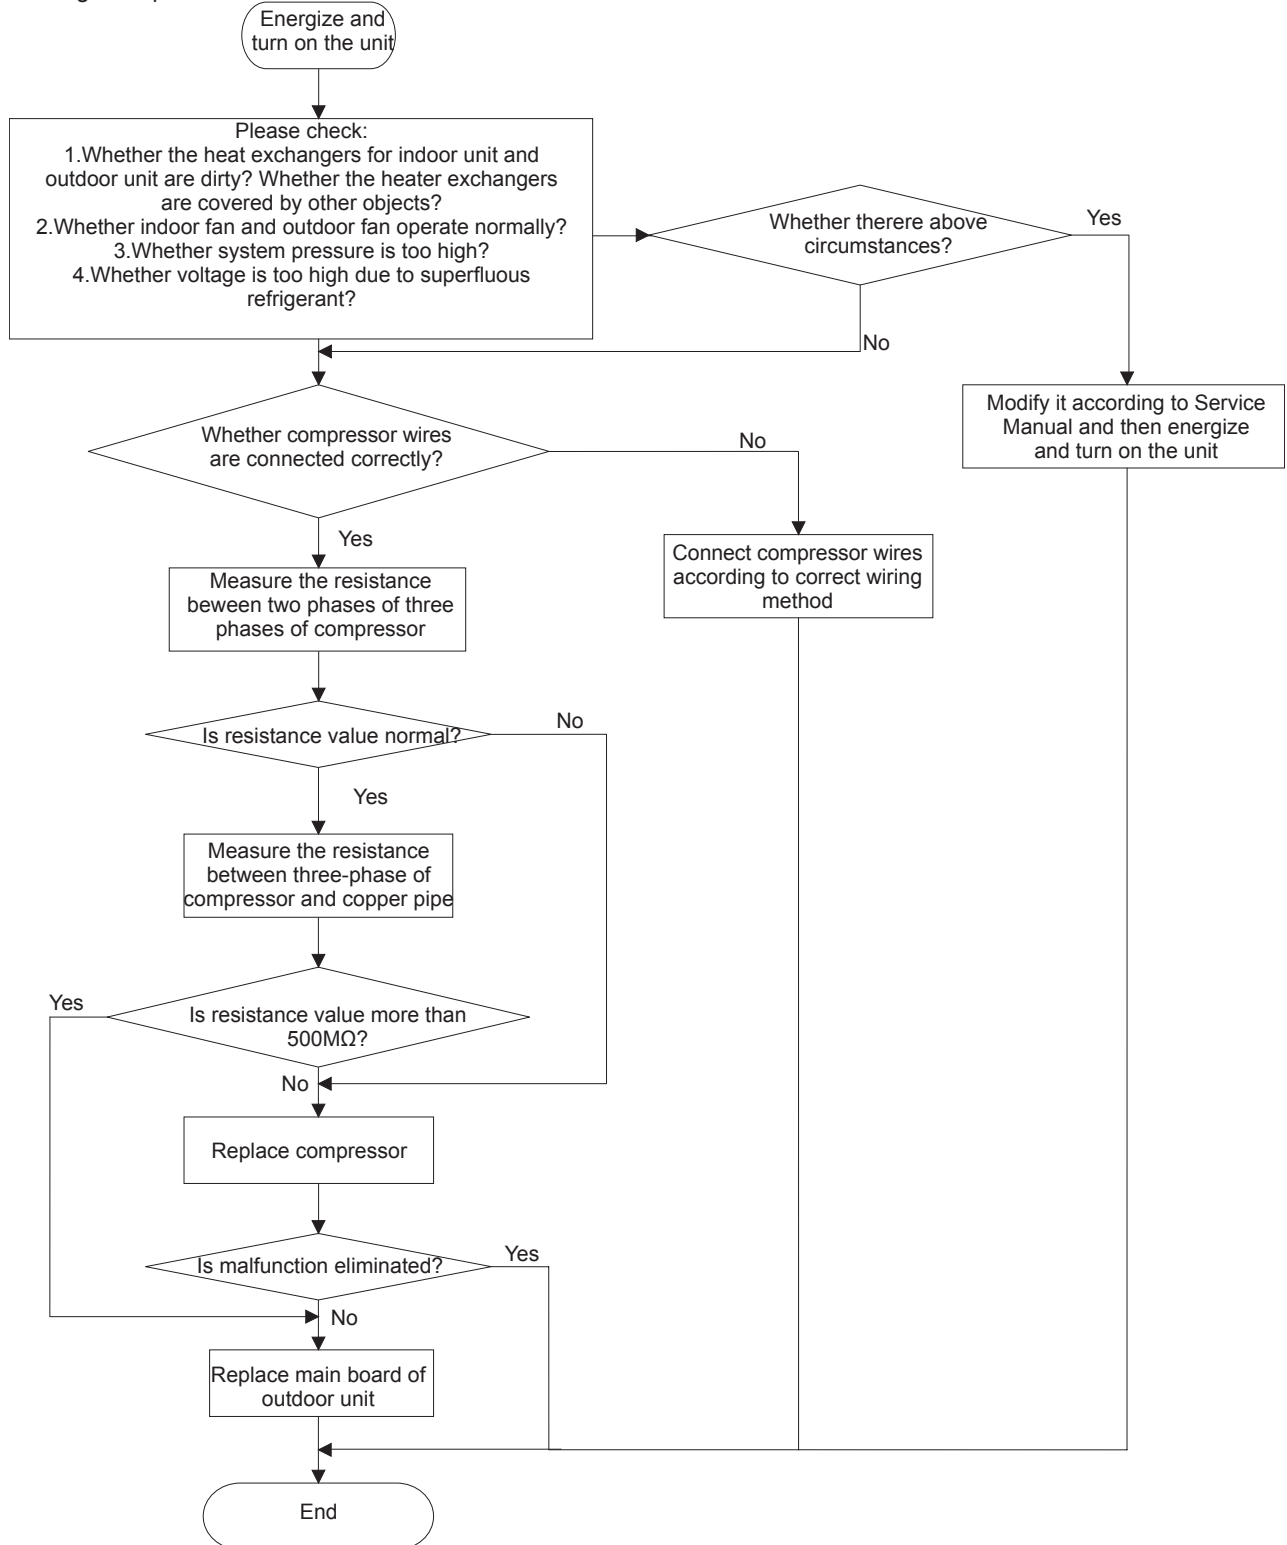 Energize and
turn on the unit
Please check:
1.Whether the heat exchangers for indoor unit and
outdoor unit are dirty? Whether the heater exchangers
are covered by other objects?
2.Whether indoor fan and outdoor fan operate normally?
3.Whether system pressure is too high?
4.Whether voltage is too high due to superfluous
refrigerant?
Whether therere above
circumstances?
Yes
No
Modify it according to Service
Manual and then energize
and turn on the unit
Whether compressor wires
are connected correctly?
No
Yes
Connect compressor wires
according to correct wiring
method
Measure the resistance
beween two phases of three
phases of compressor
Is resistance value normal?
No
Yes
Measure the resistance
between three-phase of
compressor and copper pipe
Yes
Is resistance value more than
500MΩ?
No
Replace compressor
Is malfunction eliminated?
Yes
No
Replace main board of
outdoor unit
End